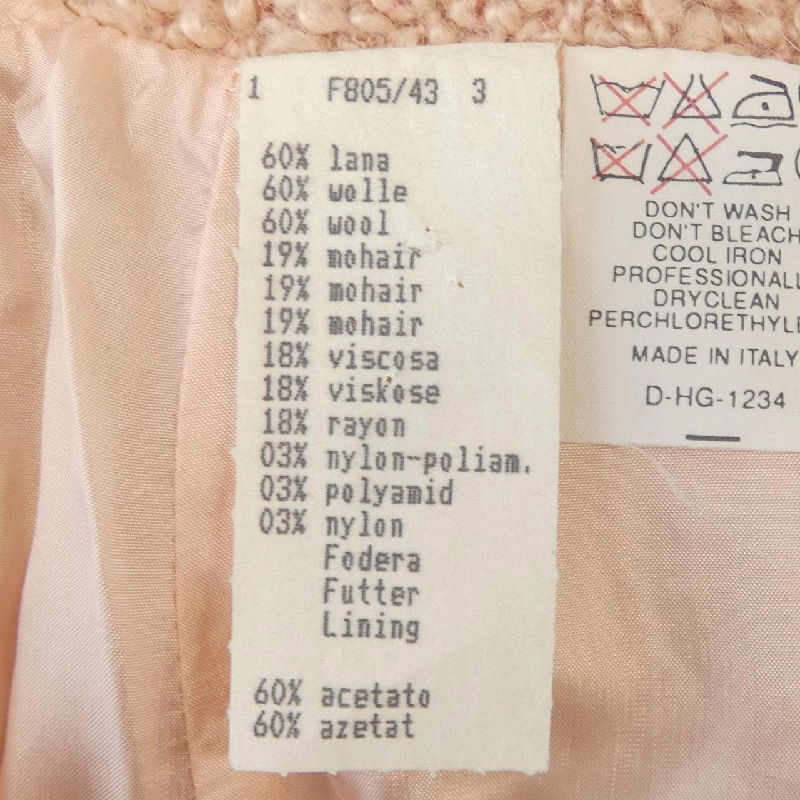 1 F805/43 3
60% lana
60% wolle
60% wool
19% mohair
19% mohair
19% mohair
18% viscosa
18% viskose
18% rayon
03% nylon-poliam.
03% polyamid
03% nylon
Fodera
Futter
Lining
60% acetato
60% azetat
DON'T WASH
DON'T BLEACH
COOL IRON
PROFESSIONALL
DRYCLEAN
PERCHLORETHYLE
MADE IN ITALY
D-HG-1234